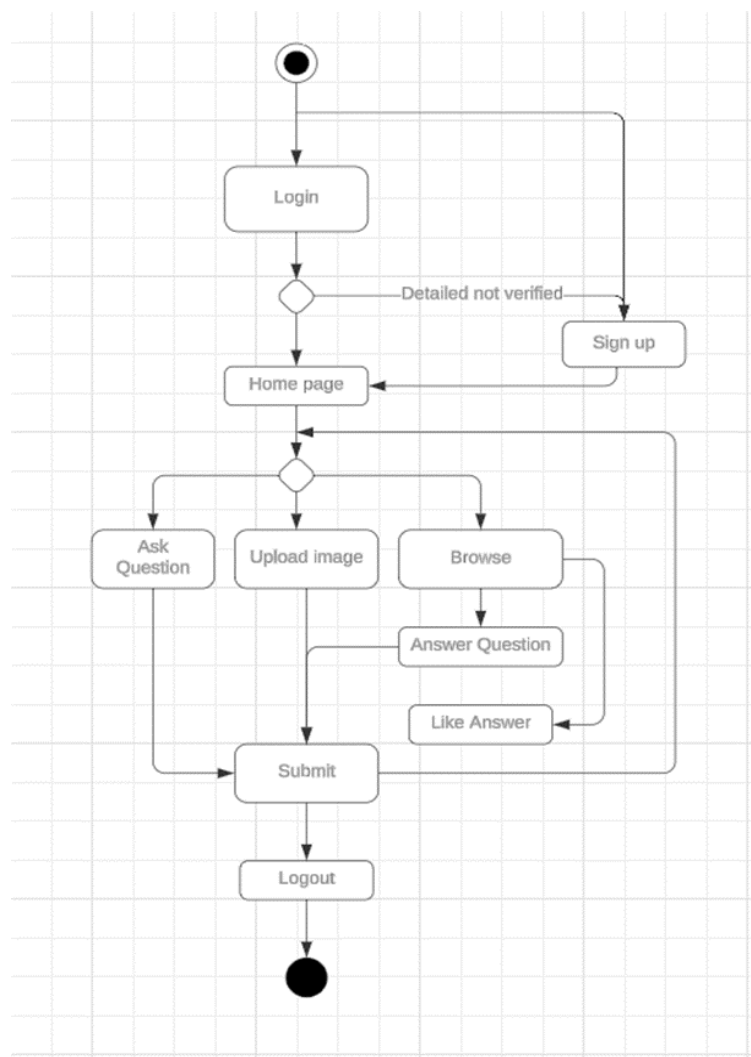 Login
Detailed not verified
Sign up
Home page
Ask
Question
Upload image
Browse
Answer Question
Like Answer
Submit
Logout